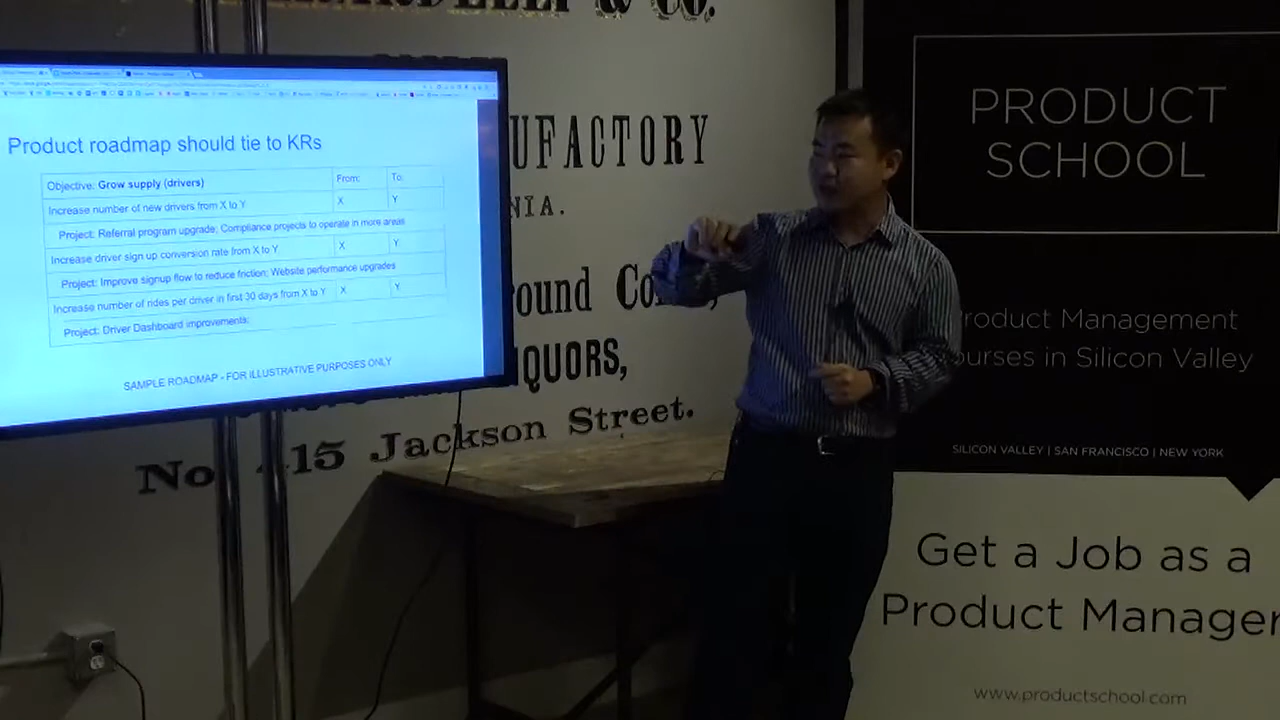 & Co.
UFACTORY
NIA.
ound Co
IQUORS,
No 415 Jackson Street.
Product roadmap should tie to KRs
Objective: Grow supply (drivers) From: To:
Increase number of new drivers from X to Y X Y
Project: Referral program upgrade; Compliance projects to operate in more areas
Increase driver sign up conversion rate from X to Y X Y
Project: Improve signup flow to reduce friction; Website performance upgrades
Increase number of rides per driver in first 30 days from X to Y X Y
Project: Driver Dashboard improvements;
SAMPLE ROADMAP - FOR ILLUSTRATIVE PURPOSES ONLY
PRODUCT
SCHOOL
roduct Management
ourses in Silicon Valley
SILICON VALLEY | SAN FRANCISCO | NEW YORK
Get a Job as a
Product Manager
www.productschool.com